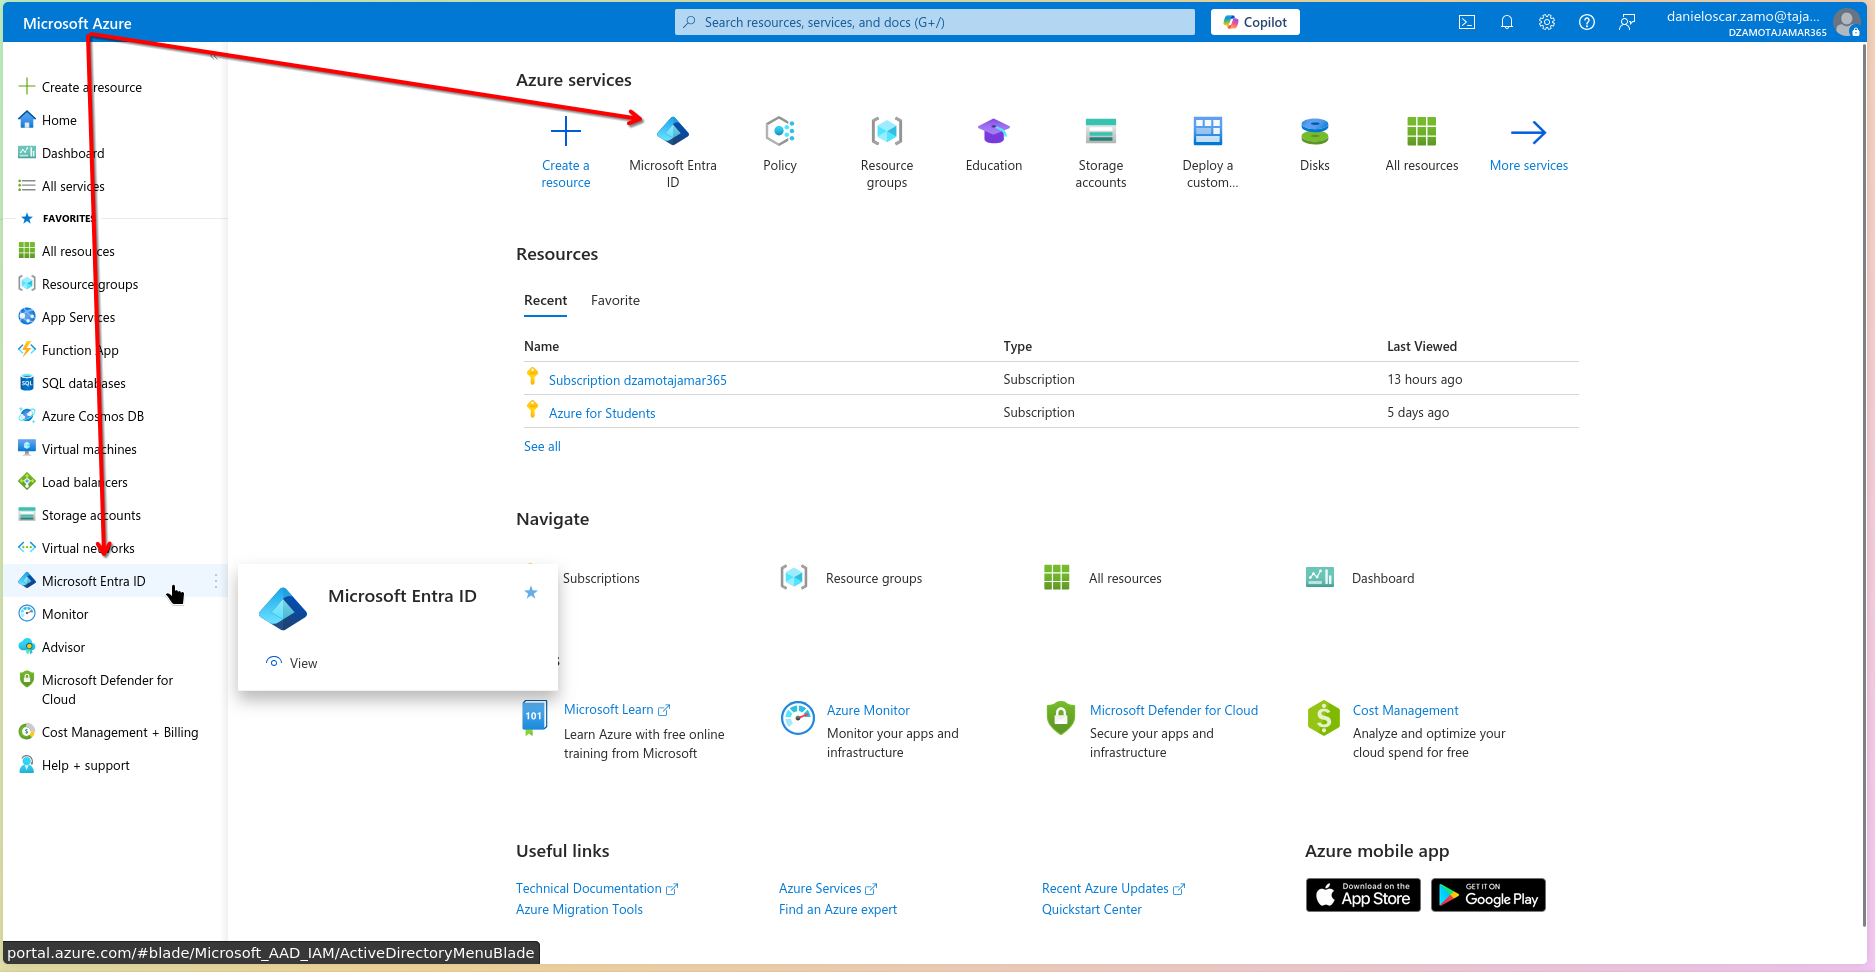 Microsoft Azure
Search resources, services, and docs (G+/)
Copilot
danieloscar.zamo@taja...
DZAMOTAJAMAR365
Create a resource
Home
Dashboard
All services
FAVORITES
All resources
Resource groups
App Services
Function App
SQL databases
Azure Cosmos DB
Virtual machines
Load balancers
Storage accounts
Virtual networks
Microsoft Entra ID
Monitor
Advisor
Microsoft Defender for
Cloud
Cost Management + Billing
Help + support
Azure services
Create a
resource
Microsoft Entra
ID
Policy
Resource
groups
Education
Storage
accounts
Deploy a
custom...
Disks
All resources
More services
Resources
Recent
Favorite
Name
Type
Last Viewed
Subscription dzamotajamar365
Subscription
13 hours ago
Azure for Students
Subscription
5 days ago
See all
Navigate
Subscriptions
Resource groups
All resources
Dashboard
Microsoft Entra ID
View
s
101
Microsoft Learn
Learn Azure with free online
training from Microsoft
Azure Monitor
Monitor your apps and
infrastructure
Microsoft Defender for Cloud
Secure your apps and
infrastructure
Cost Management
Analyze and optimize your
cloud spend for free
Useful links
Technical Documentation
Azure Services
Recent Azure Updates
Azure Migration Tools
Find an Azure expert
Quickstart Center
Azure mobile app
Download on the
App Store
GET IT ON
Google Play
portal.azure.com/#blade/Microsoft_AAD_IAM/ActiveDirectoryMenuBlade